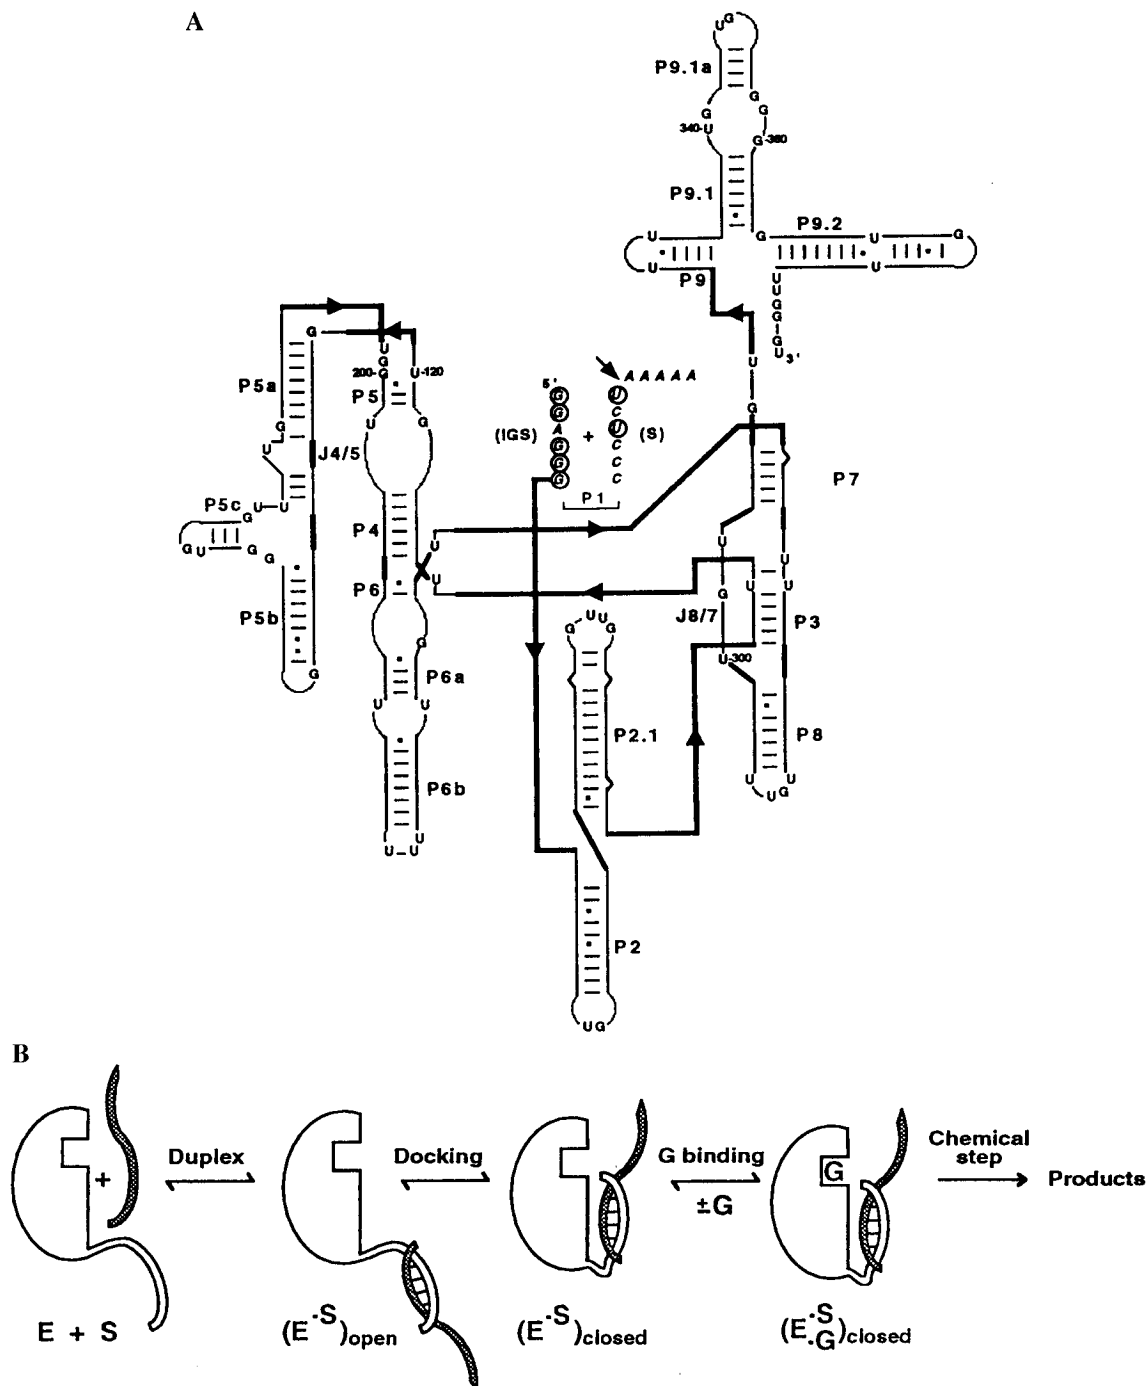 A
U G
P9.1a
G
G
G
G -360
G
340- U
U
P9.1
P9.2
U
U
G
U
G
U
P9
U
U
G
G
G
U 3'
G
U
G
G
200- G
U -120
P5a
P5
U
G
5'
G
G
A
G
G
G
(IGS)
+
U
C
U
C
C
C
A A A A A
(S)
P1
U
G
P7
G
U
U
J4/5
P5c
G U U
G U G G
P4
U
U
P6
U
U
U
U
G
J8/7
P3
U -300
P5b
G
G
P6a
U
U
G U U G
P2.1
P8
U
U
U
G
U
P6b
U - U
U
P2
U G
B
+
Duplex
Docking
G binding
±G
G
Chemical
step
Products
E + S
(E·S)open
(E·S)closed
(E·S·G)closed